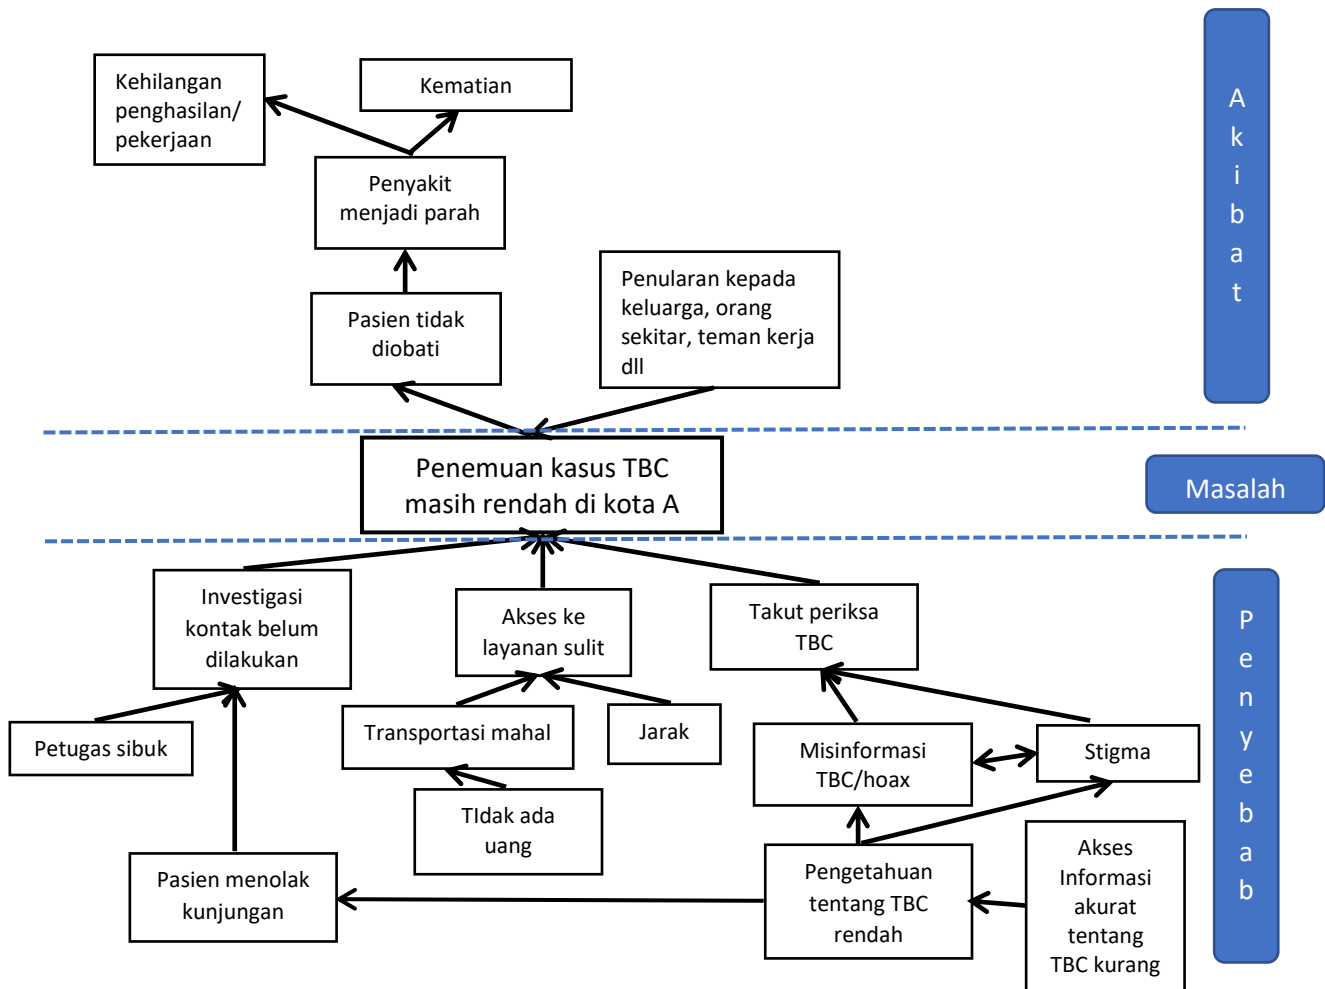 Kehilangan
penghasilan/
pekerjaan
Kematian
Penyakit
menjadi parah
Pasien tidak
diobati
Penularan kepada
keluarga, orang
sekitar, teman kerja
dll
A
k
i
b
a
t
Penemuan kasus TBC
masih rendah di kota A
Masalah
Investigasi
kontak belum
dilakukan
Akses ke
layanan sulit
Takut periksa
TBC
Petugas sibuk
Transportasi mahal
Jarak
Misinformasi
TBC/hoax
Stigma
TIdak ada
uang
Pasien menolak
kunjungan
Pengetahuan
tentang TBC
rendah
Akses
Informasi
akurat
tentang
TBC kurang
P
e
n
y
e
b
a
b